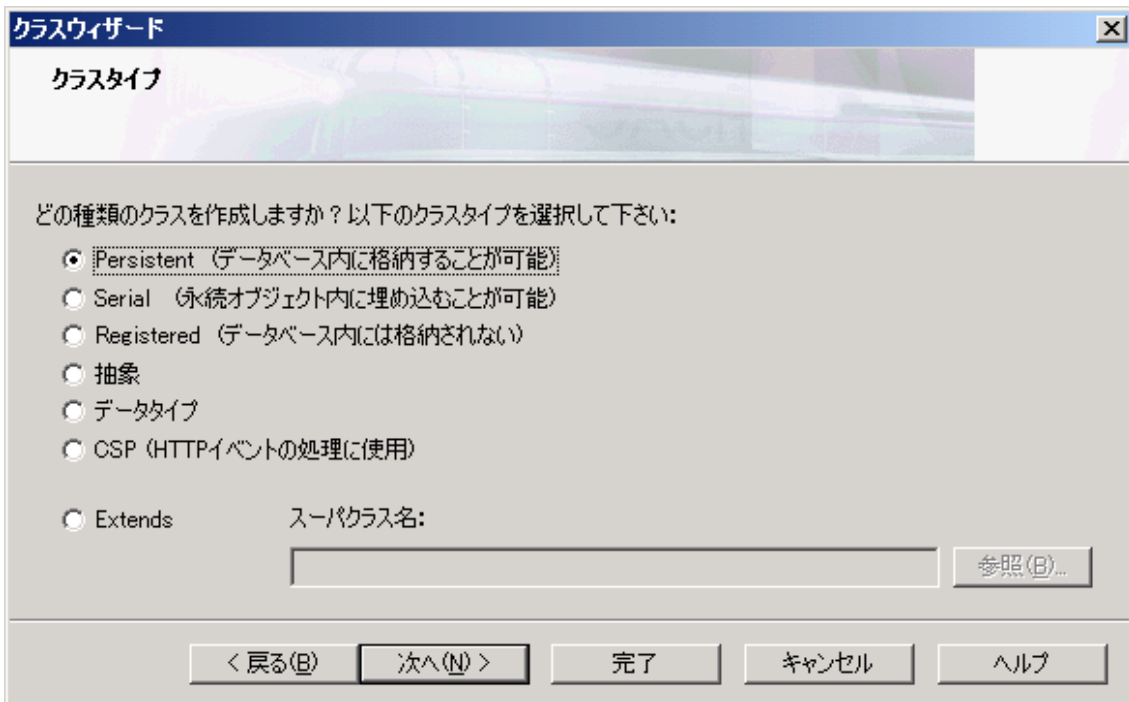 クラスウィザード
クラスタイプ
どの種類のクラスを作成しますか？以下のクラスタイプを選択して下さい:
Persistent （データベース内に格納することが可能）
Serial （永続オブジェクト内に埋め込むことが可能）
Registered （データベース内には格納されない）
抽象
データタイプ
CSP （HTTPイベントの処理に使用）
Extends スーパクラス名:
参照(B)...
< 戻る(B) 次へ(N) > 完了 キャンセル ヘルプ